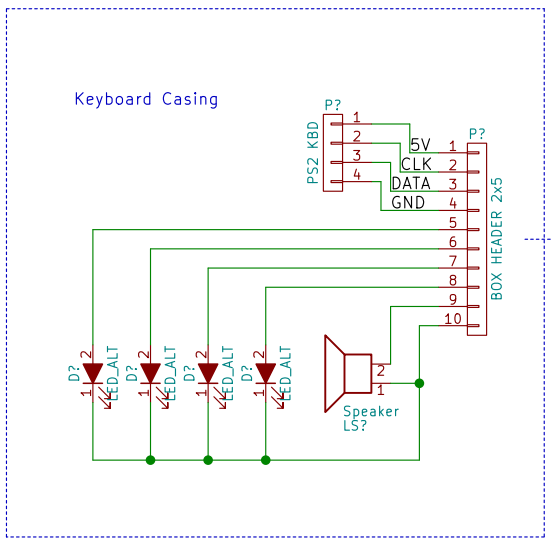 Keyboard Casing
P?
PS2 KBD
1
2
3
4
5V
CLK
DATA
GND
P?
BOX HEADER 2x5
1
2
3
4
5
6
7
8
9
10
D?
LED_ALT
2
1
D?
LED_ALT
2
1
D?
LED_ALT
2
1
D?
LED_ALT
2
1
2
1
Speaker
LS?